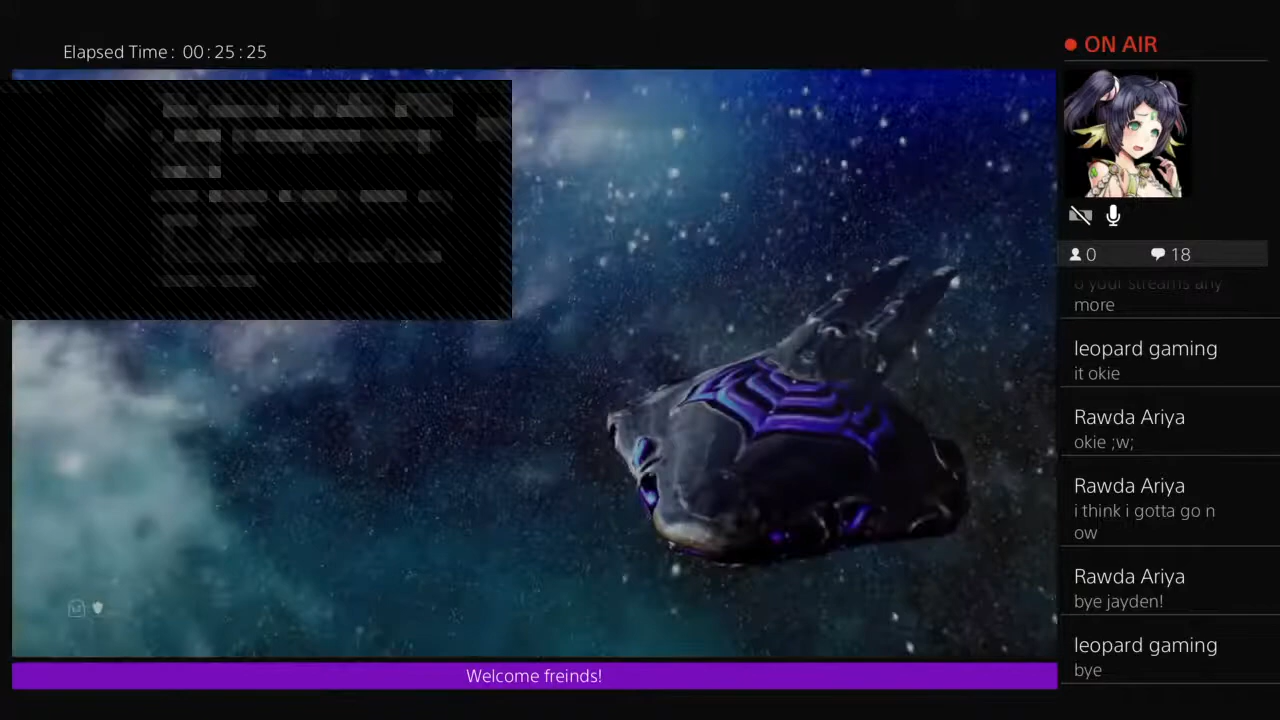 Elapsed Time: 00:25:25
ON AIR
0
18
more
leopard gaming
it okie
Rawda Ariya
okie ;w;
Rawda Ariya
i think i gotta go n
ow
Rawda Ariya
bye jayden!
leopard gaming
bye
Welcome freinds!